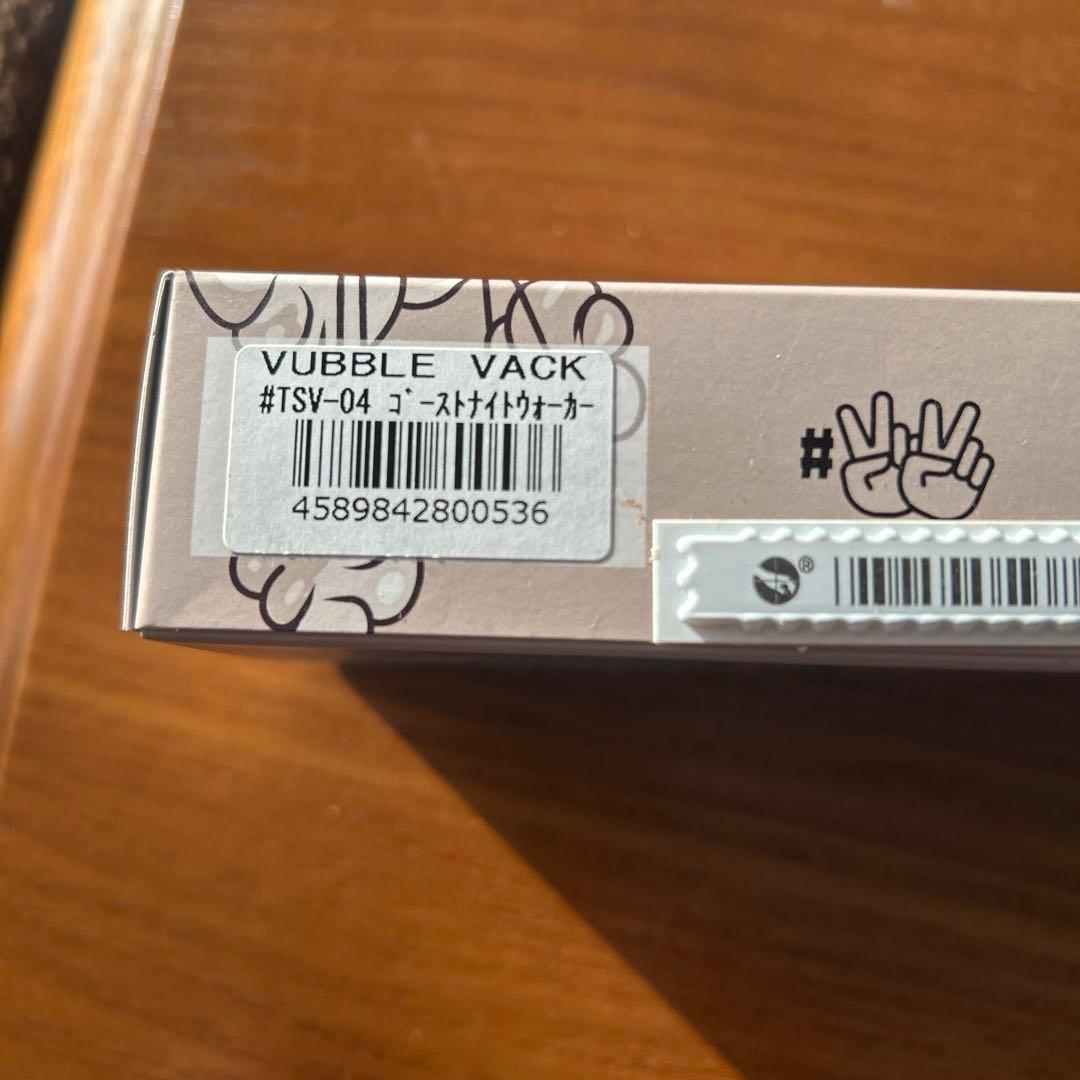 VUBBLE VACK
#TSV-04 ｺﾞｰｽﾄﾅｲﾄｳｫｰｶｰ
4589842800536
#
®